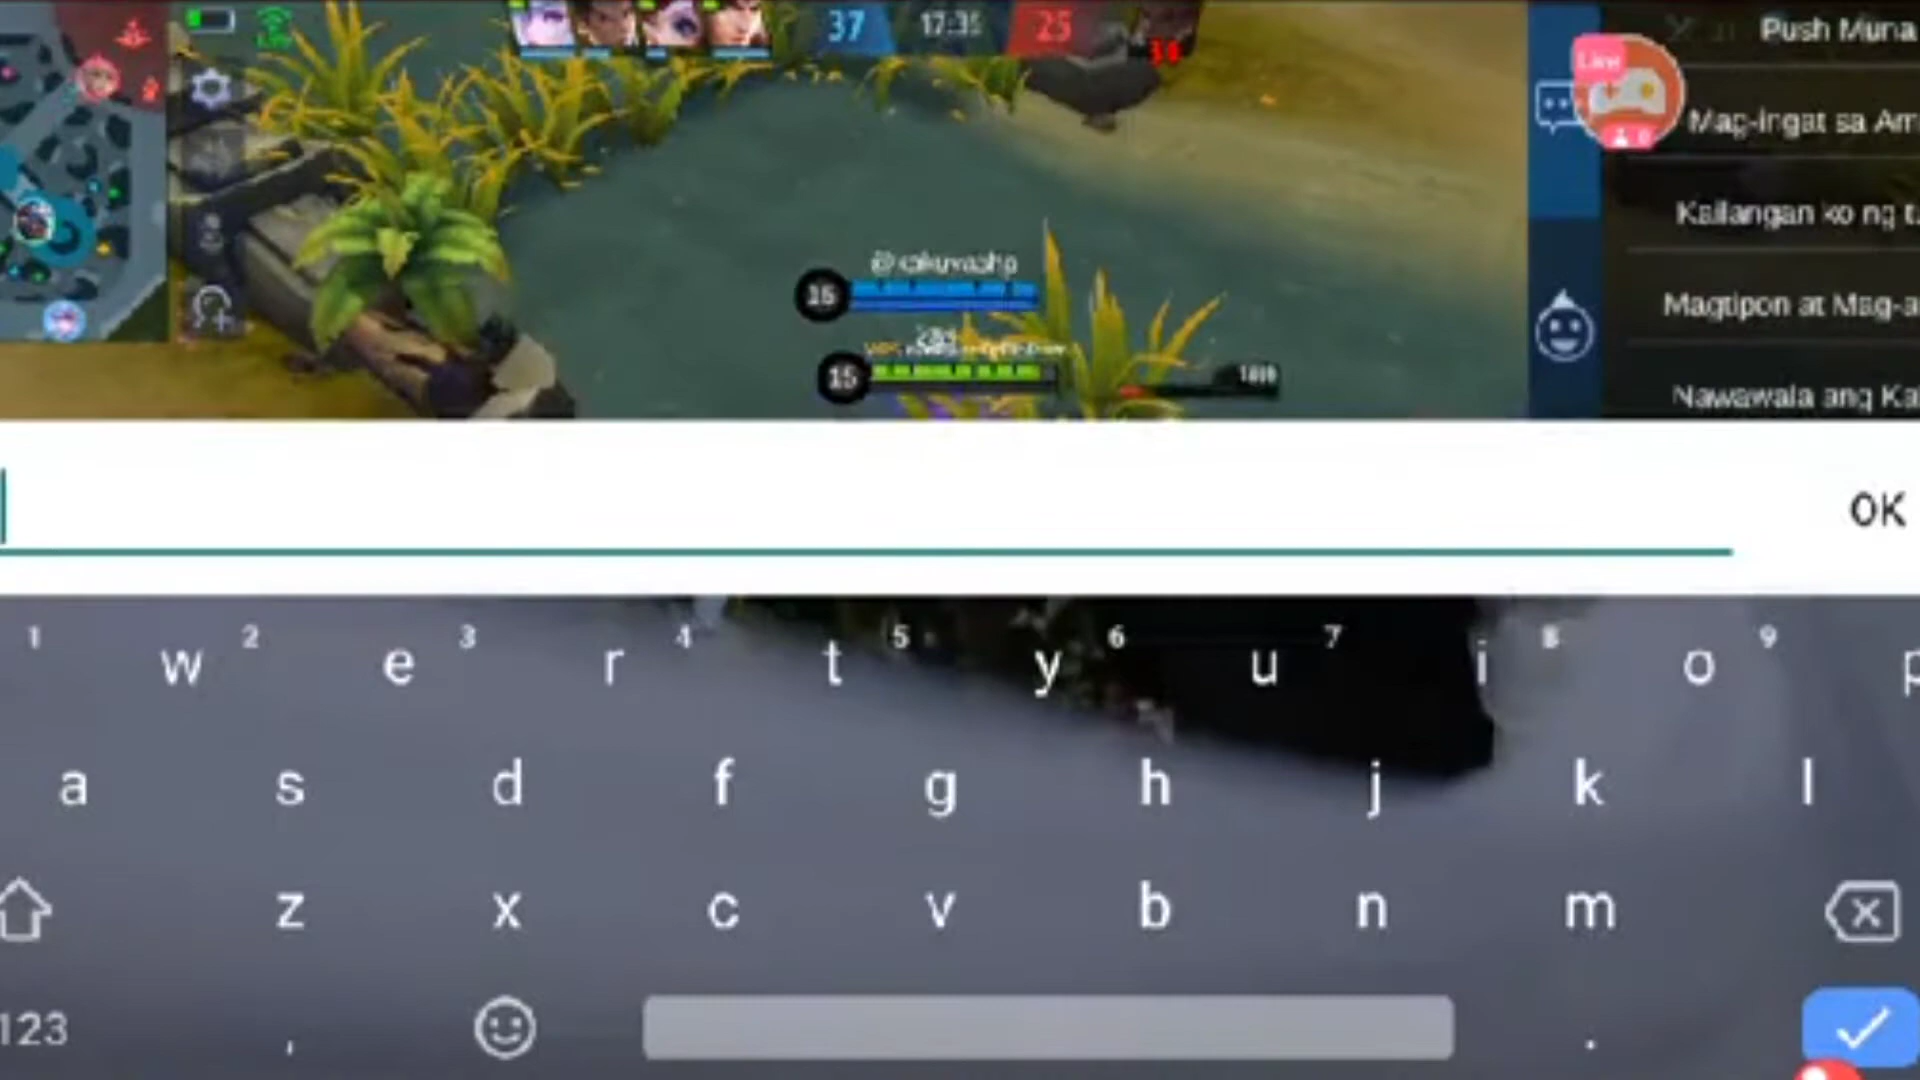 37 17:35 25
Push Muna
Live
Mag-ingat sa Am
Kailangan ko ng t
Magtipon at Mag-a
Nawawala ang Ka
15
15
OK
1 2 3 4 5 6 7 8 9
w e r t y u i o p
a s d f g h j k l
z x c v b n m
123 , .